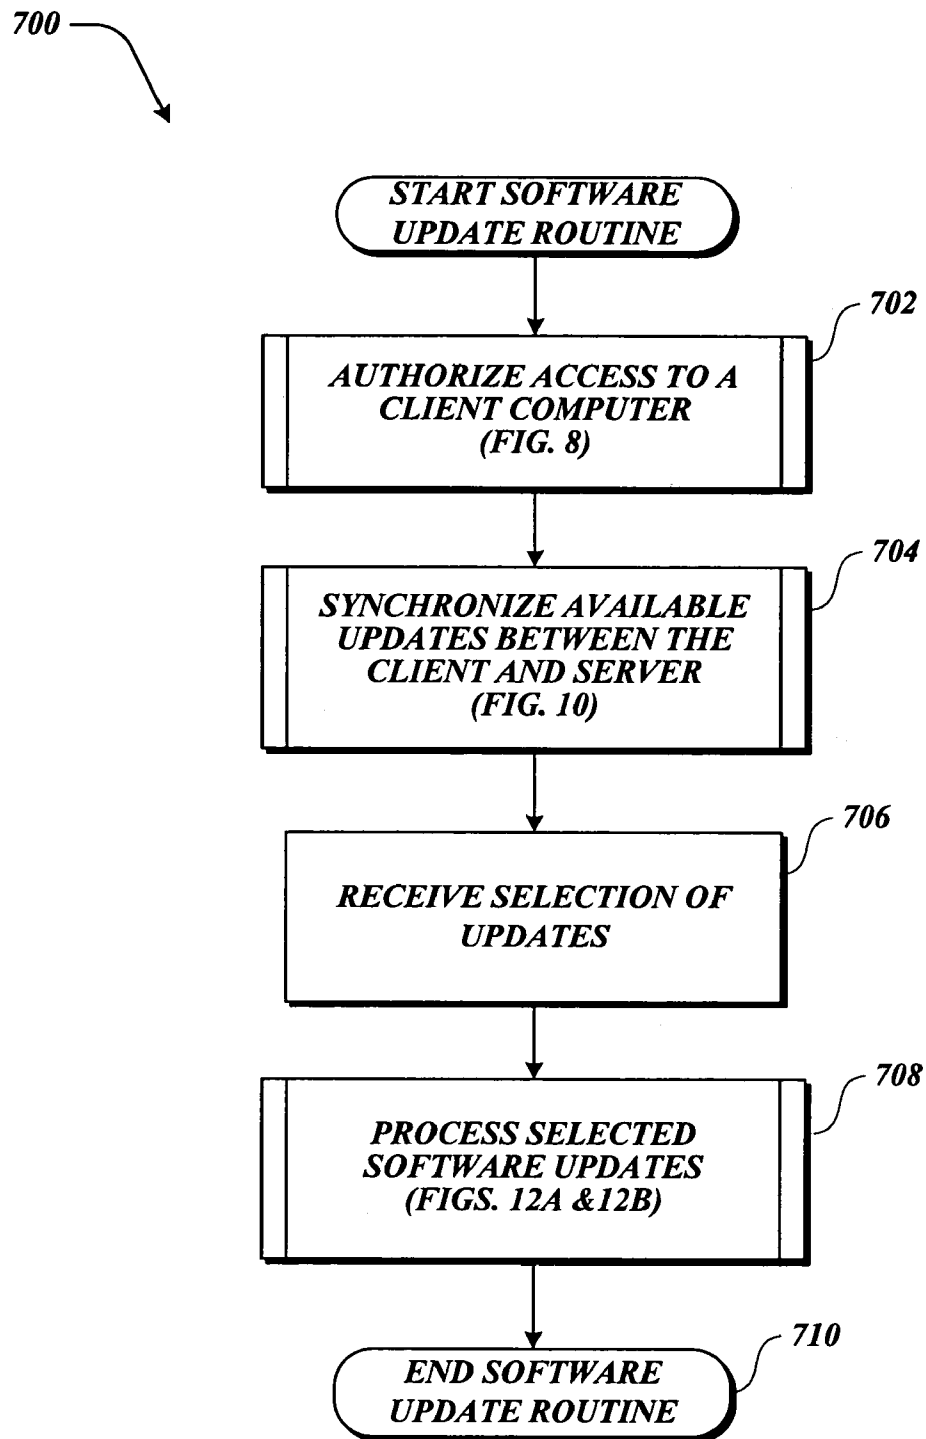 700
START SOFTWARE
UPDATE ROUTINE
702
AUTHORIZE ACCESS TO A
CLIENT COMPUTER
(FIG. 8)
704
SYNCHRONIZE AVAILABLE
UPDATES BETWEEN THE
CLIENT AND SERVER
(FIG. 10)
706
RECEIVE SELECTION OF
UPDATES
708
PROCESS SELECTED
SOFTWARE UPDATES
(FIGS. 12A &12B)
710
END SOFTWARE
UPDATE ROUTINE